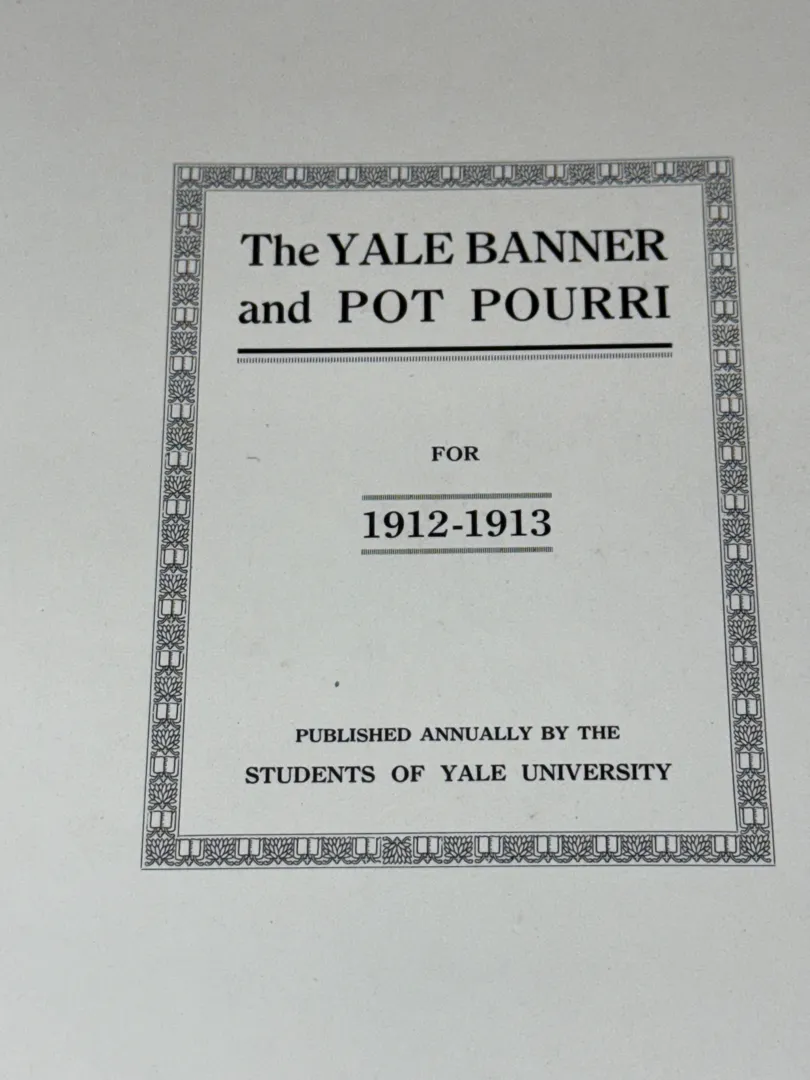 The YALE BANNER
and POT POURRI
FOR
1912-1913
PUBLISHED ANNUALLY BY THE
STUDENTS OF YALE UNIVERSITY